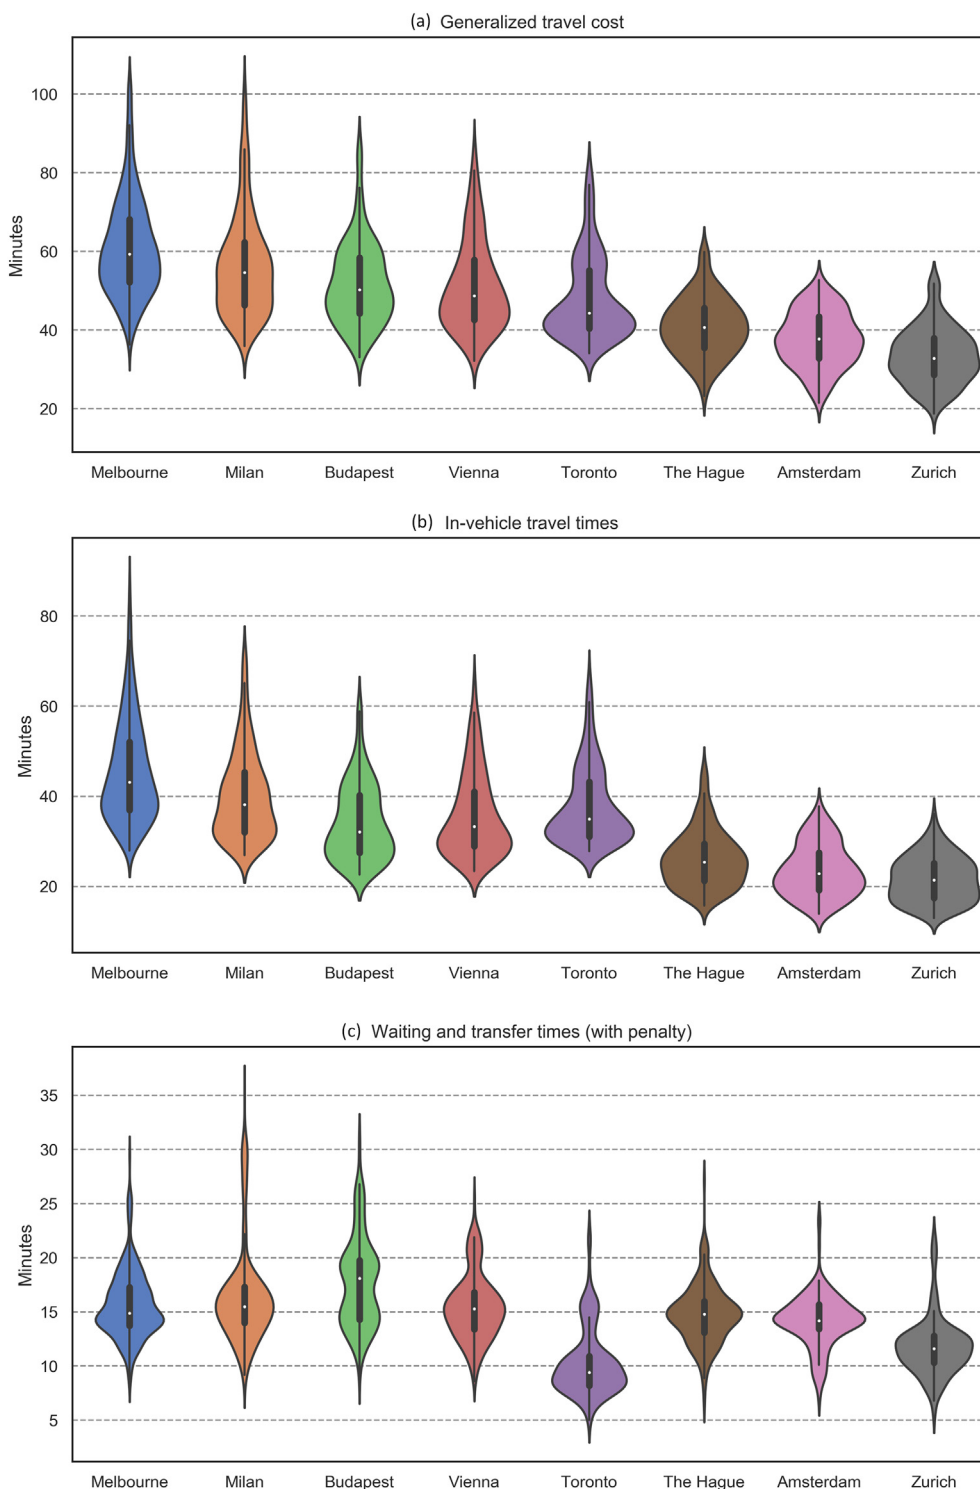 (a) Generalized travel cost
Minutes
100
80
60
40
20
Melbourne Milan Budapest Vienna Toronto The Hague Amsterdam Zurich
(b) In-vehicle travel times
Minutes
80
60
40
20
Melbourne Milan Budapest Vienna Toronto The Hague Amsterdam Zurich
(c) Waiting and transfer times (with penalty)
Minutes
35
30
25
20
15
10
5
Melbourne Milan Budapest Vienna Toronto The Hague Amsterdam Zurich